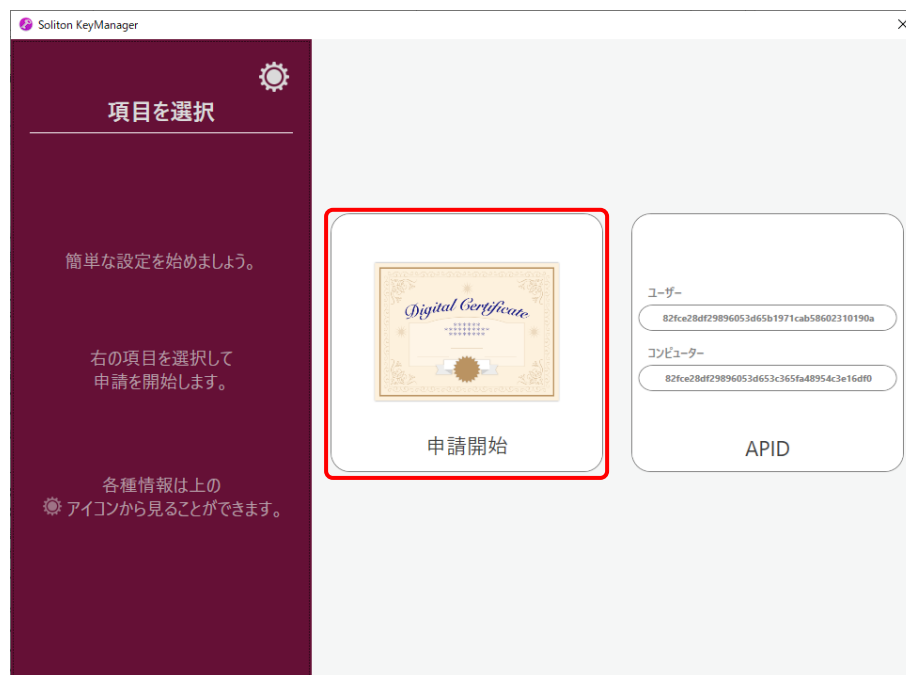 Soliton KeyManager
項目を選択
簡単な設定を始めましょう。
右の項目を選択して
申請を開始します。
各種情報は上の
アイコンから見ることができます。
Digital Certificate
申請開始
ユーザー
82fce28df29896053d65b1971cab58602310190a
コンピューター
82fce28df29896053d653c365fa48954c3e16df0
APID